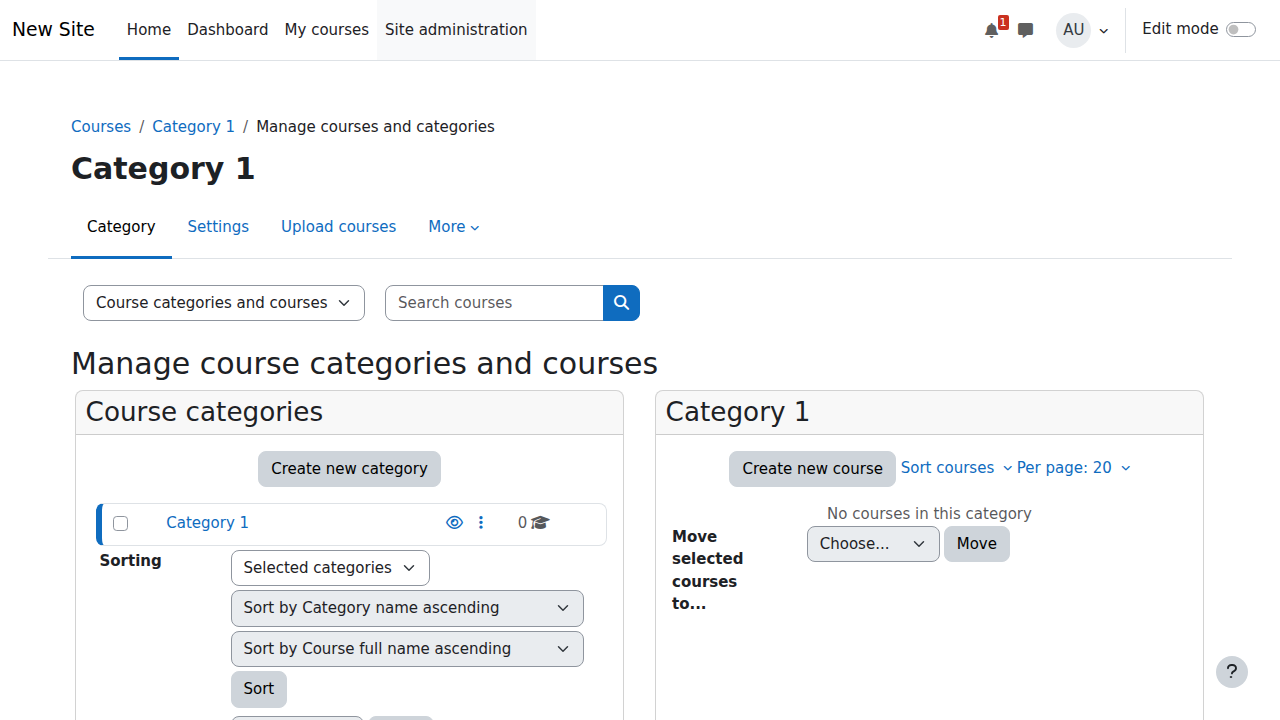 New Site Home Dashboard My courses Site administration 1 AU Edit mode
Courses / Category 1 / Manage courses and categories
Category 1
Category Settings Upload courses More
Course categories and courses Search courses
Manage course categories and courses
Course categories
Create new category
Category 1 0
Sorting
Selected categories
Sort by Category name ascending
Sort by Course full name ascending
Sort
Category 1
Create new course Sort courses Per page: 20
No courses in this category
Move
selected
courses
to...
Choose... Move
?